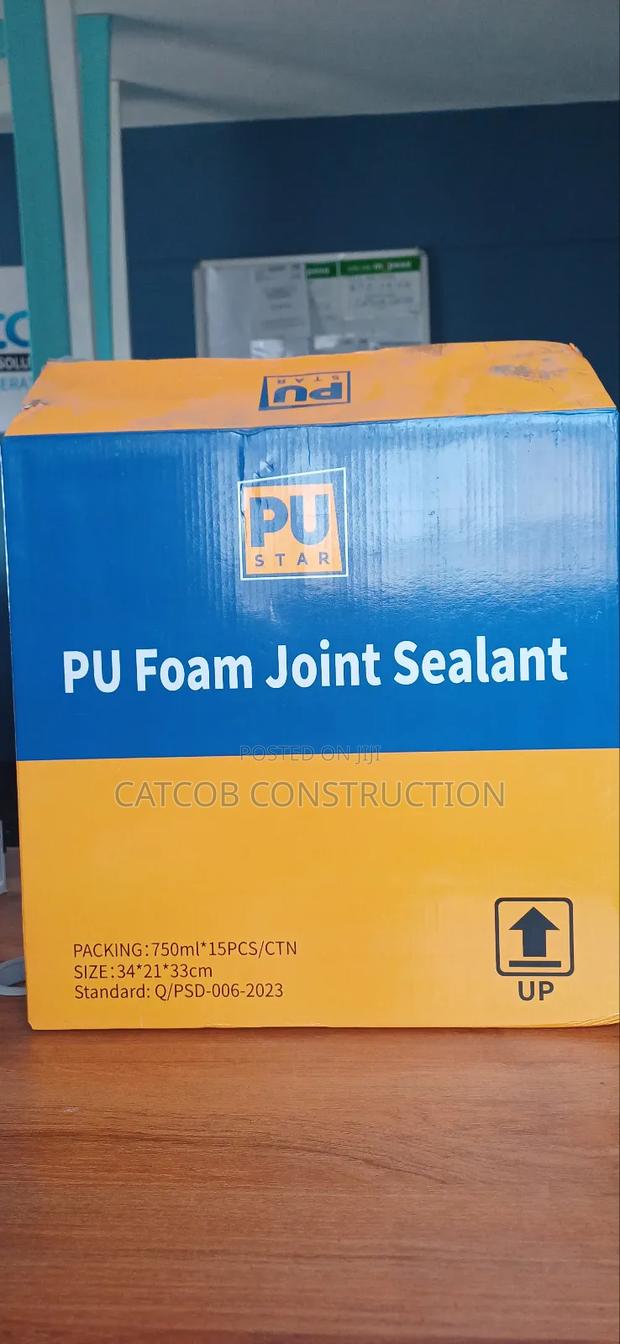 PU
STAR
PU
STAR
PU Foam Joint Sealant
POSTED ON JIJI
CATCOB CONSTRUCTION
PACKING:750ml*15PCS/CTN
SIZE:34*21*33cm
Standard: Q/PSD-006-2023
UP